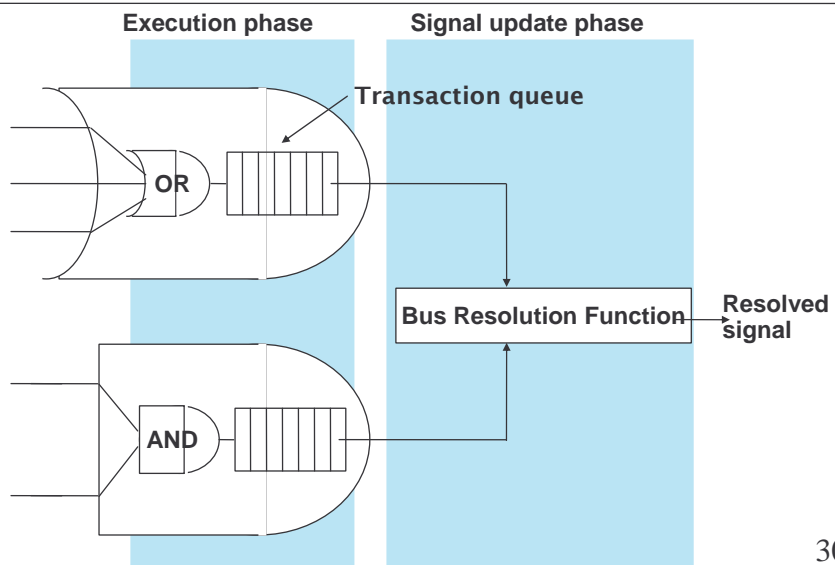 Execution phase
Signal update phase
Transaction queue
OR
Bus Resolution Function
Resolved
signal
AND